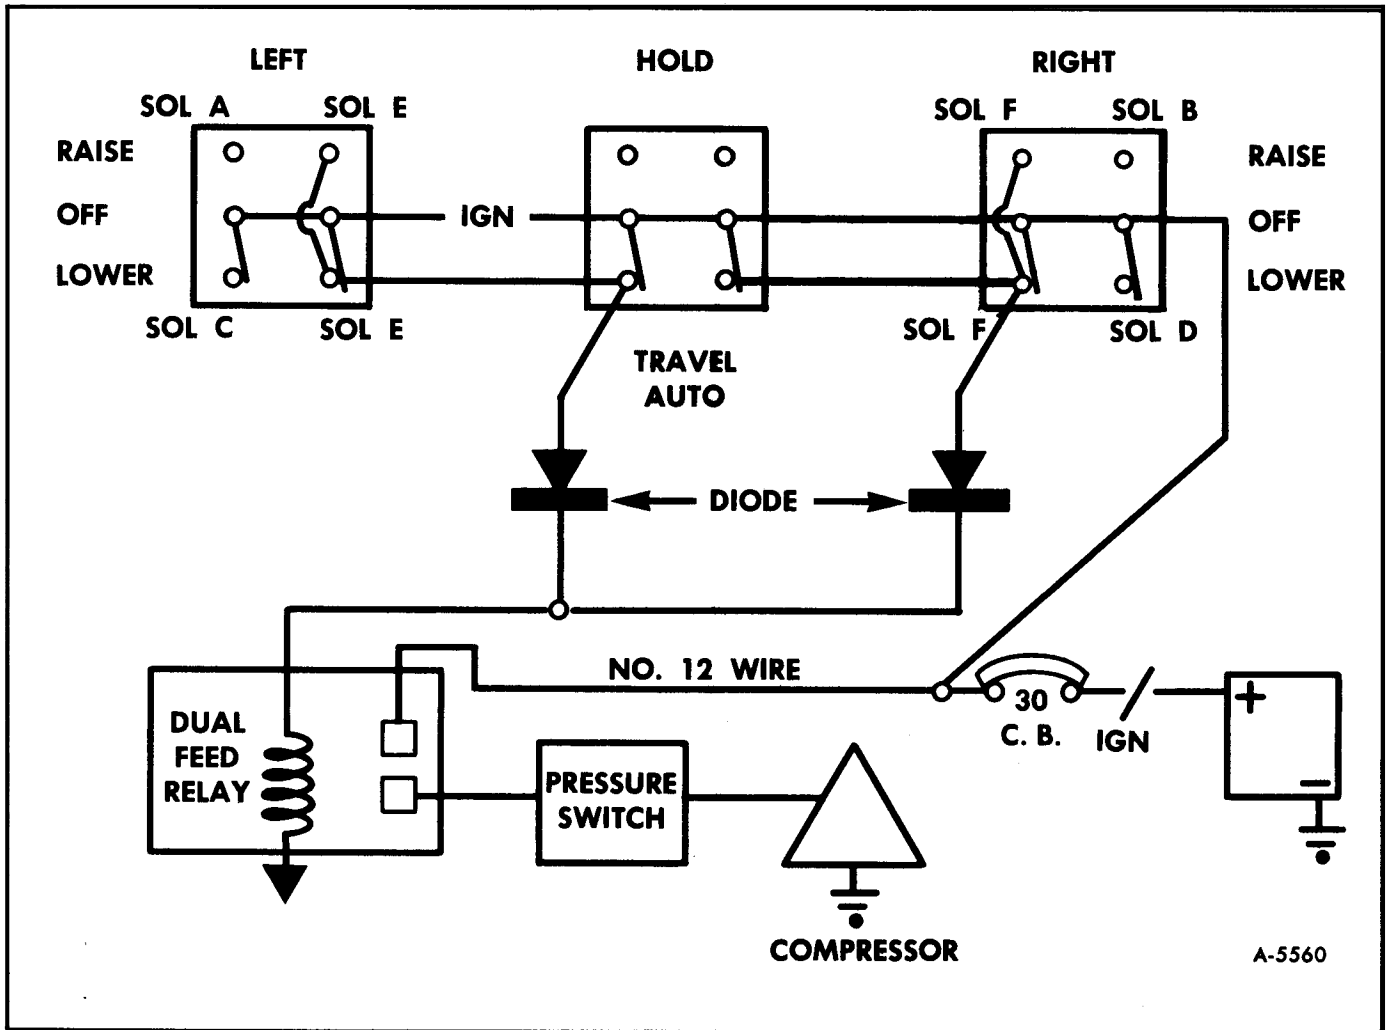 LEFT
HOLD
RIGHT
SOL A
SOL E
SOL F
SOL B
RAISE
RAISE
OFF
IGN
OFF
LOWER
LOWER
SOL C
SOL E
SOL F
SOL D
TRAVEL
AUTO
DIODE
NO. 12 WIRE
30
C. B.
IGN
+
−
DUAL
FEED
RELAY
PRESSURE
SWITCH
COMPRESSOR
A-5560